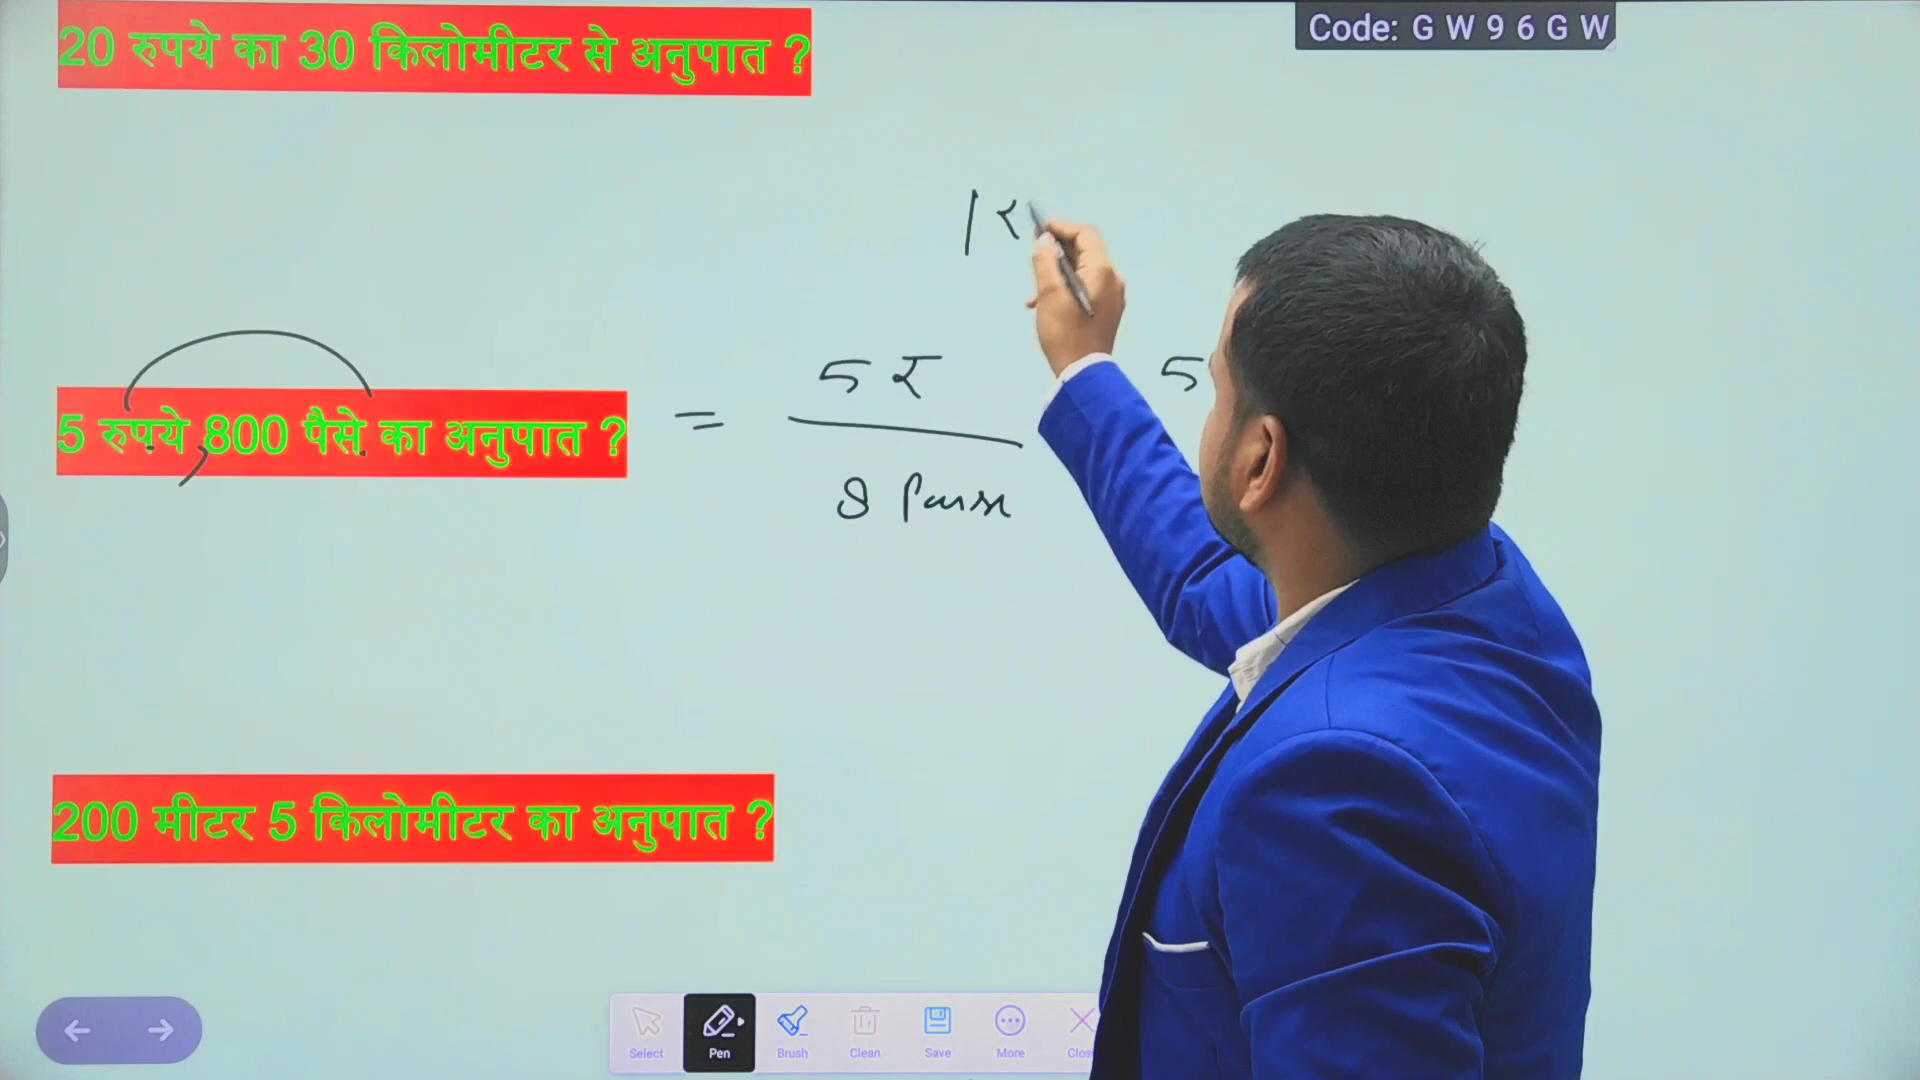 20 रुपये का 30 किलोमीटर से अनुपात ?
Code: G W 9 6 G W
1 र
5 रुपये,800 पैसे का अनुपात ?
=
5 र
8 Paise
5
200 मीटर 5 किलोमीटर का अनुपात ?
Select
Pen
Brush
Clean
Save
More
Clos